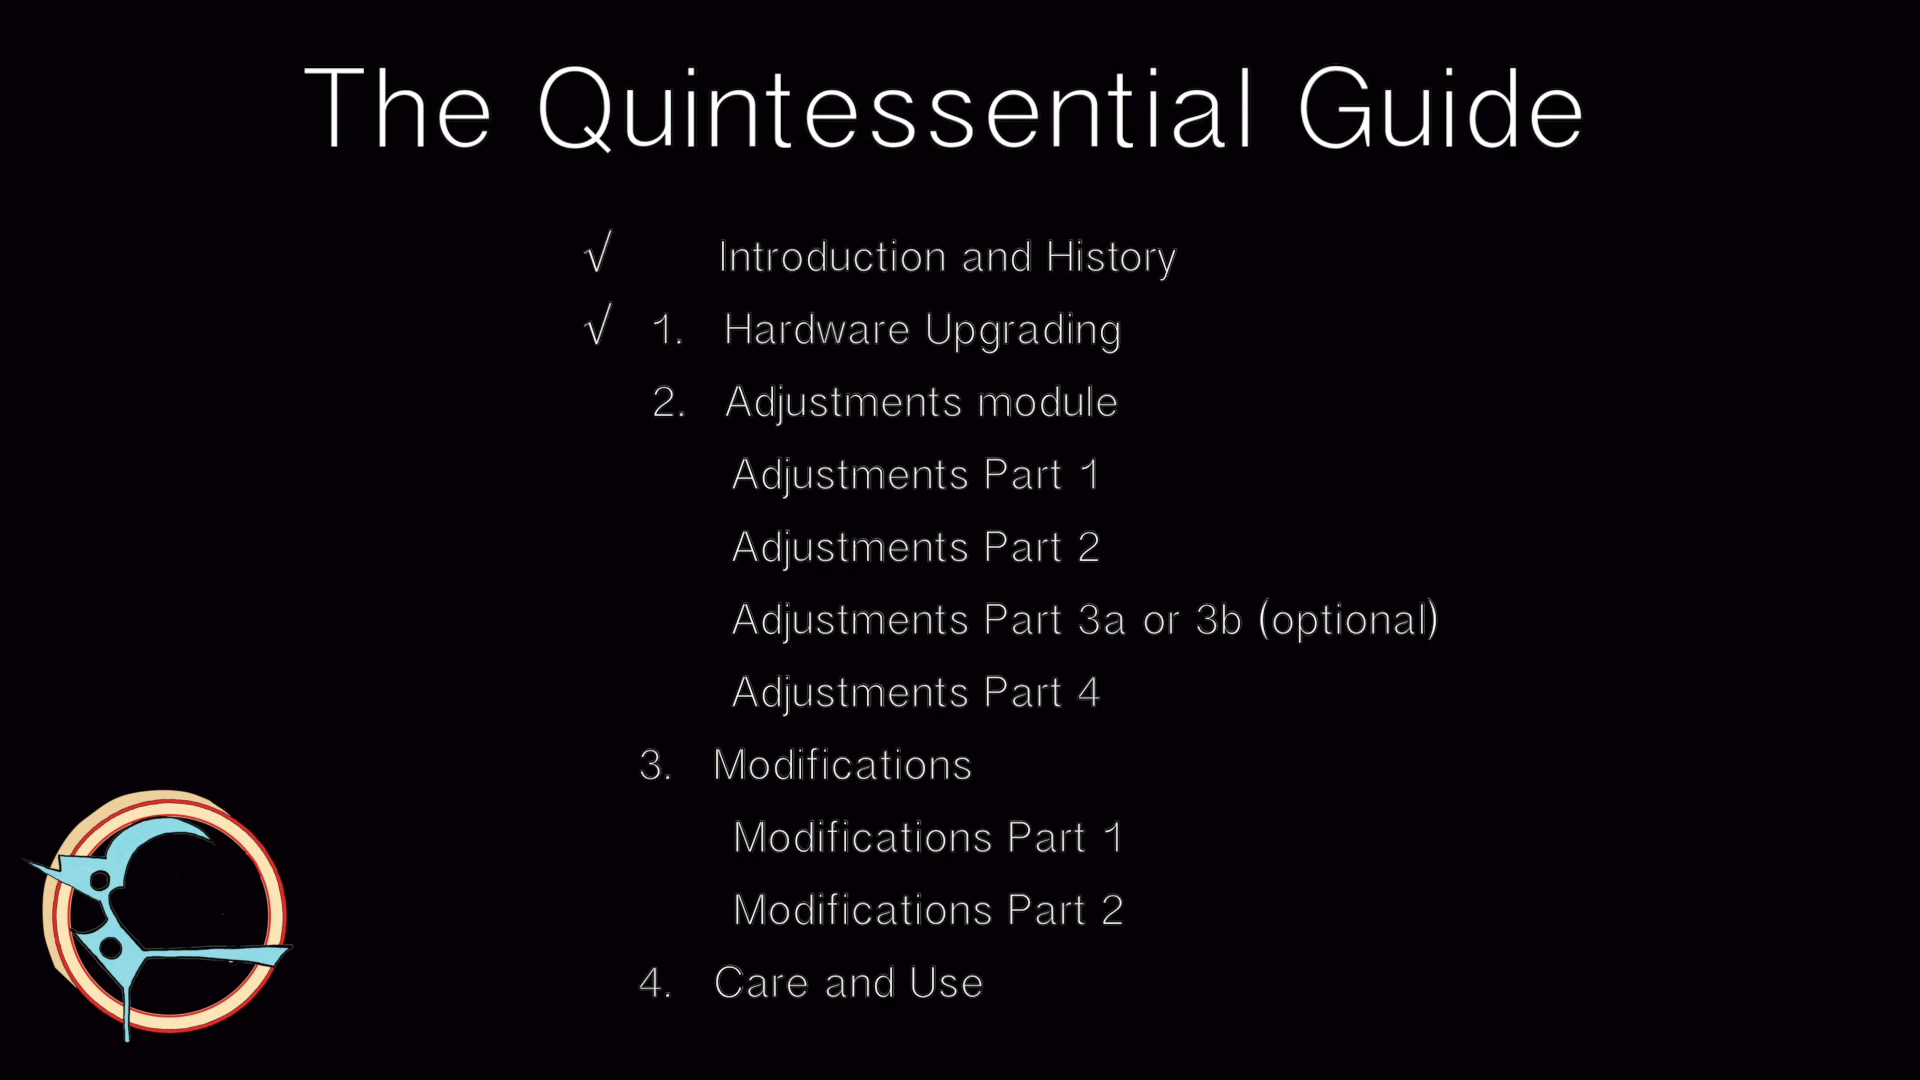 The Quintessential Guide
√ Introduction and History
√ 1. Hardware Upgrading
2. Adjustments module
Adjustments Part 1
Adjustments Part 2
Adjustments Part 3a or 3b (optional)
Adjustments Part 4
3. Modifications
Modifications Part 1
Modifications Part 2
4. Care and Use